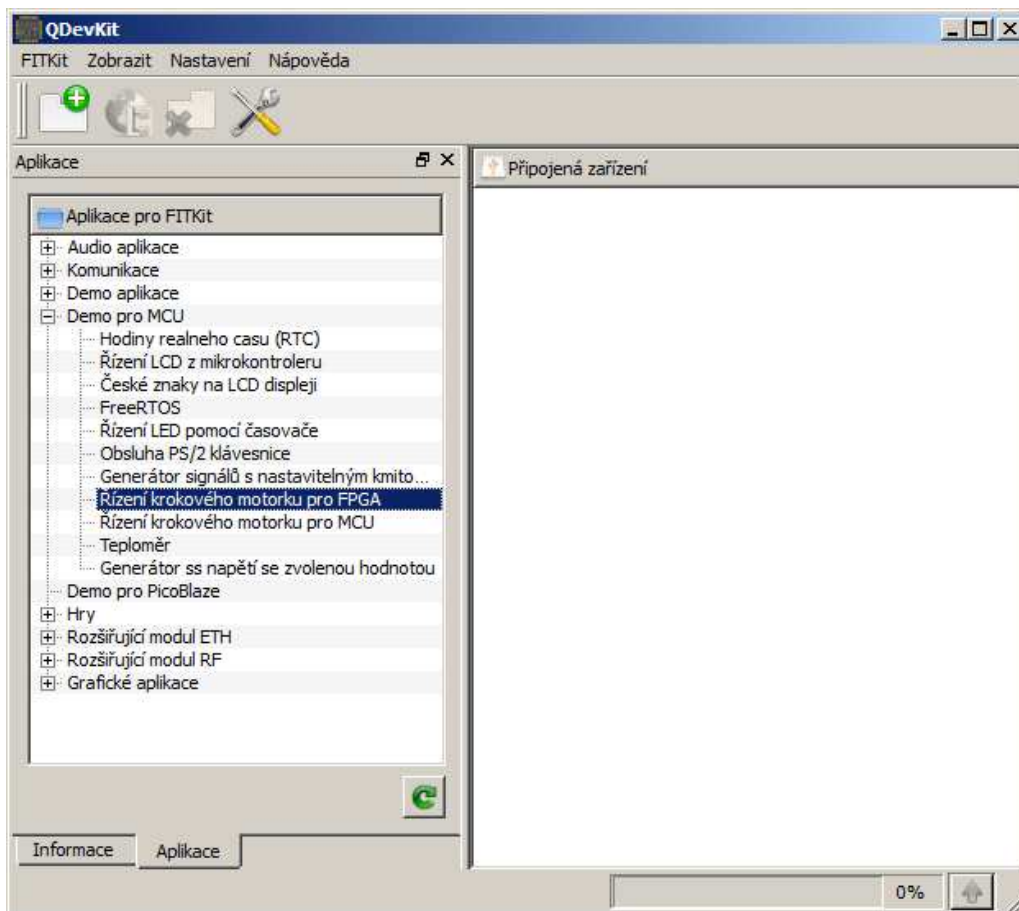 QDevKit
FITKit Zobrazit Nastavení Nápověda
Aplikace
Připojená zařízení
Aplikace pro FITKit
Audio aplikace
Komunikace
Demo aplikace
Demo pro MCU
Hodiny realneho casu (RTC)
Řízení LCD z mikrokontroleru
České znaky na LCD displeji
FreeRTOS
Řízení LED pomocí časovače
Obsluha PS/2 klávesnice
Generátor signálů s nastavitelným kmito...
Řízení krokového motorku pro FPGA
Řízení krokového motorku pro MCU
Teploměr
Generátor ss napětí se zvolenou hodnotou
Demo pro PicoBlaze
Hry
Rozšiřující modul ETH
Rozšiřující modul RF
Grafické aplikace
Informace Aplikace
0%